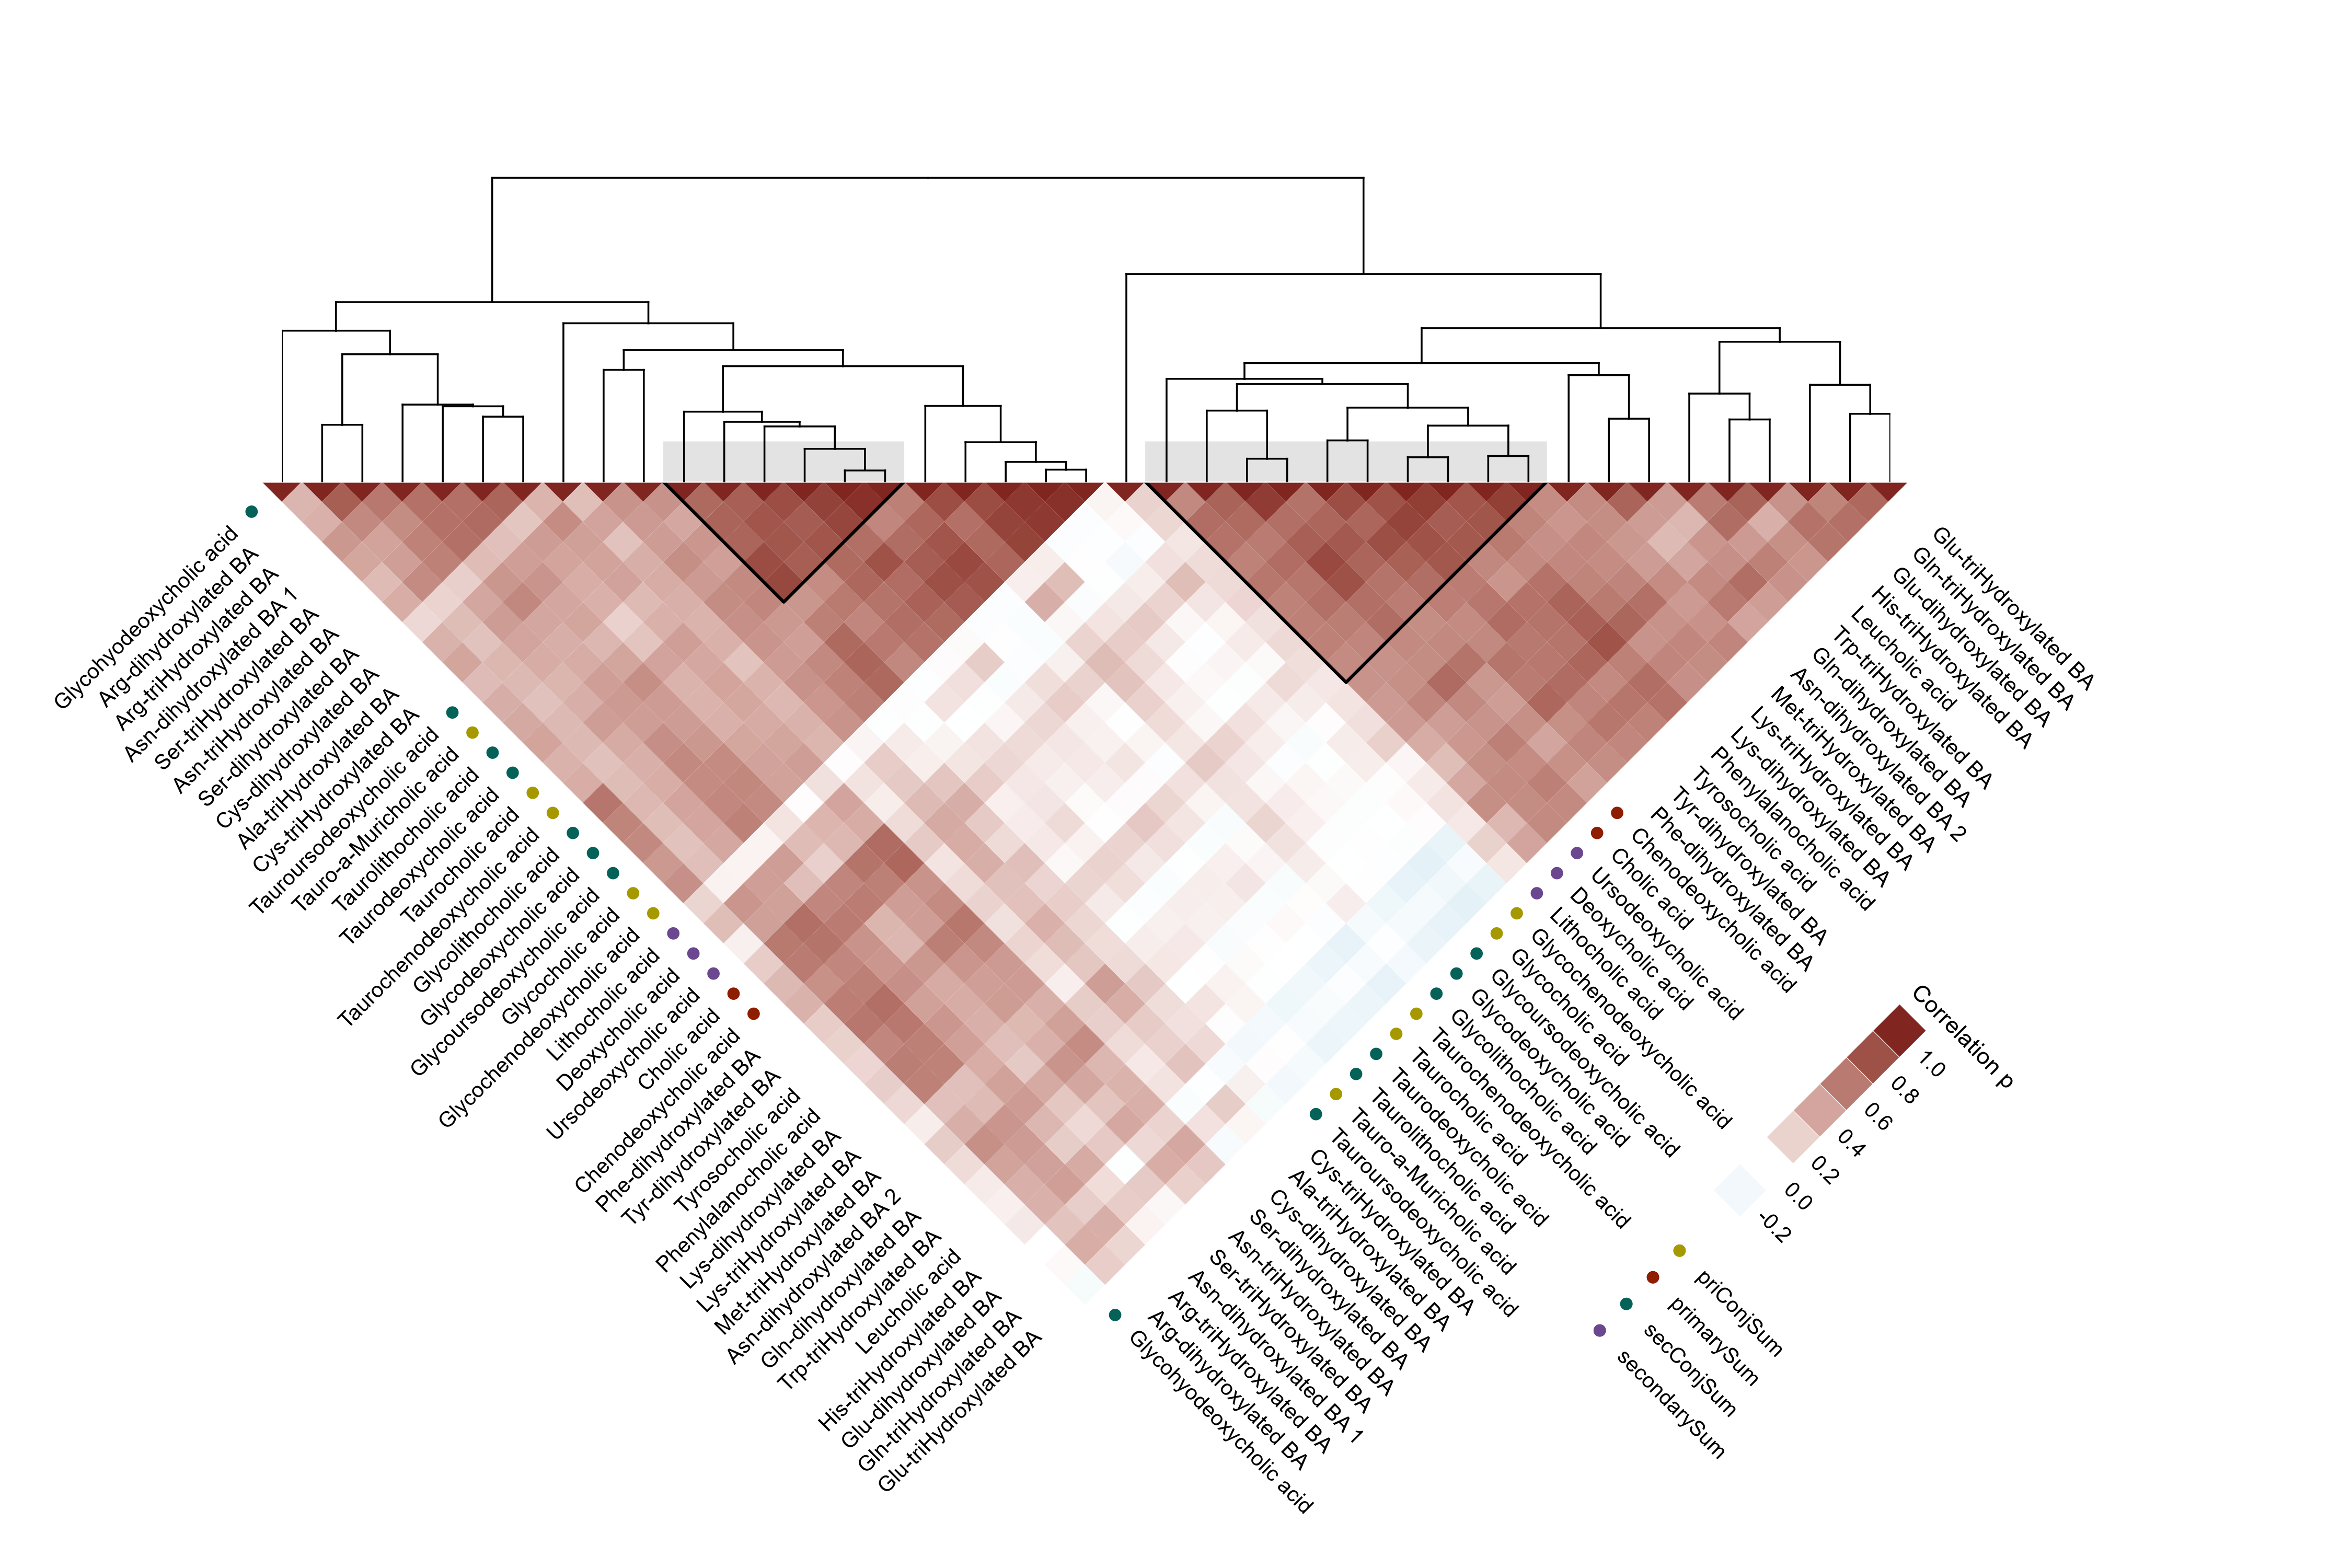 Glycohyodeoxycholic acid
Arg-dihydroxylated BA
Arg-triHydroxylated BA
Asn-dihydroxylated BA 1
Ser-triHydroxylated BA
Asn-triHydroxylated BA
Ser-dihydroxylated BA
Cys-dihydroxylated BA
Ala-triHydroxylated BA
Cys-triHydroxylated BA
Tauroursodeoxycholic acid
Tauro-a-Muricholic acid
Taurolithocholic acid
Taurodeoxycholic acid
Taurocholic acid
Taurochenodeoxycholic acid
Glycolithocholic acid
Glycodeoxycholic acid
Glycoursodeoxycholic acid
Glycocholic acid
Glycochenodeoxycholic acid
Lithocholic acid
Deoxycholic acid
Ursodeoxycholic acid
Cholic acid
Chenodeoxycholic acid
Phe-dihydroxylated BA
Tyr-dihydroxylated BA
Tyrosocholic acid
Phenylalanocholic acid
Lys-dihydroxylated BA
Lys-triHydroxylated BA
Met-triHydroxylated BA
Asn-dihydroxylated BA 2
Gln-dihydroxylated BA
Trp-triHydroxylated BA
Leucholic acid
His-triHydroxylated BA
Glu-dihydroxylated BA
Gln-triHydroxylated BA
Glu-triHydroxylated BA
Glu-triHydroxylated BA
Gln-triHydroxylated BA
Glu-dihydroxylated BA
His-triHydroxylated BA
Leucholic acid
Trp-triHydroxylated BA
Gln-dihydroxylated BA
Asn-dihydroxylated BA 2
Met-triHydroxylated BA
Lys-triHydroxylated BA
Lys-dihydroxylated BA
Phenylalanocholic acid
Tyrosocholic acid
Tyr-dihydroxylated BA
Phe-dihydroxylated BA
Chenodeoxycholic acid
Cholic acid
Ursodeoxycholic acid
Deoxycholic acid
Lithocholic acid
Glycochenodeoxycholic acid
Glycocholic acid
Glycoursodeoxycholic acid
Glycodeoxycholic acid
Glycolithocholic acid
Taurochenodeoxycholic acid
Taurocholic acid
Taurodeoxycholic acid
Taurolithocholic acid
Tauro-a-Muricholic acid
Tauroursodeoxycholic acid
Cys-triHydroxylated BA
Ala-triHydroxylated BA
Cys-dihydroxylated BA
Ser-dihydroxylated BA
Asn-triHydroxylated BA
Ser-triHydroxylated BA
Asn-dihydroxylated BA 1
Arg-triHydroxylated BA
Arg-dihydroxylated BA
Glycohyodeoxycholic acid
Correlation p
1.0
0.8
0.6
0.4
0.2
0.0
-0.2
priConjSum
primarySum
secConjSum
secondarySum